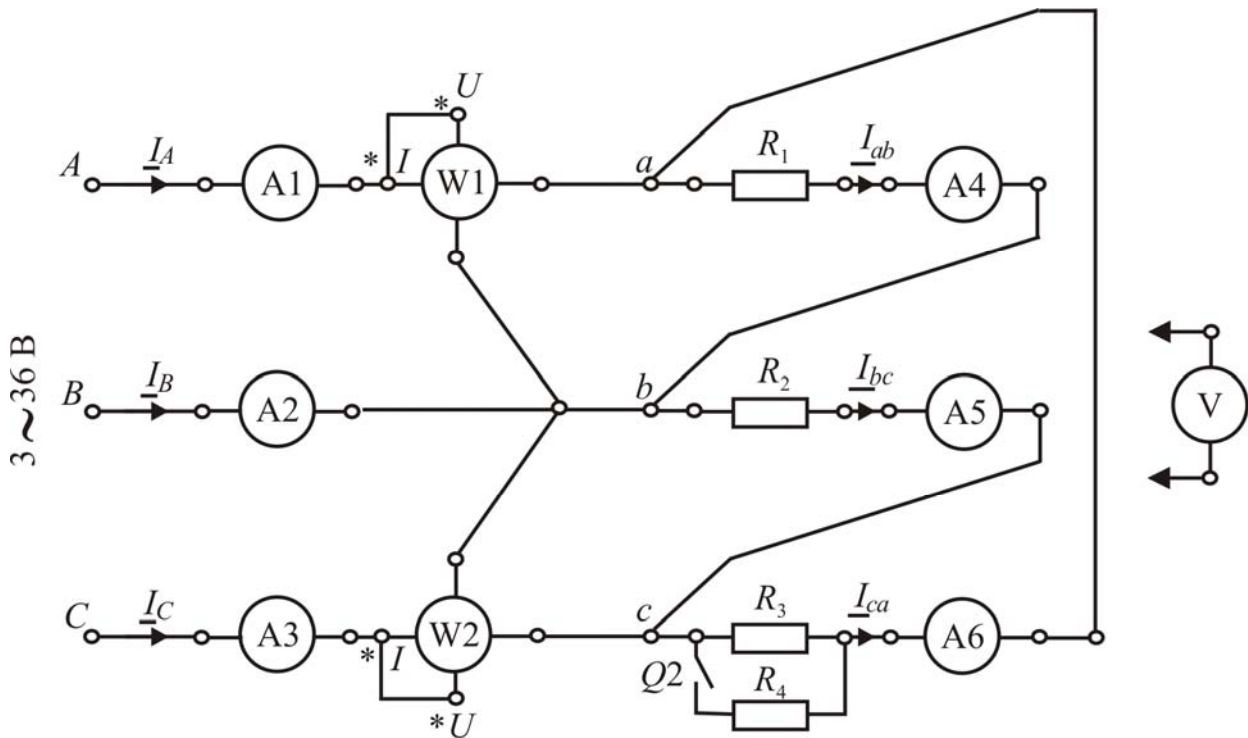 * U
A I_A A1 * I W1 a R₁ I_ab A4
3 ~ 36 В
B I_B A2 b R₂ I_bc A5 V
C I_C A3 * I W2 c R₃ I_ca A6
Q2 R₄
* U